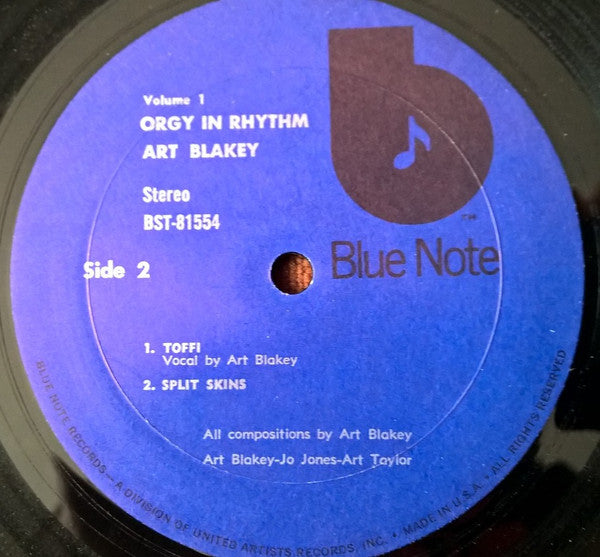 Volume 1
ORGY IN RHYTHM
ART BLAKEY
Stereo
BST-81554
Side 2
b
TM
Blue Note
1. TOFFI
Vocal by Art Blakey
2. SPLIT SKINS
All compositions by Art Blakey
Art Blakey-Jo Jones-Art Taylor
BLUE NOTE RECORDS—A DIVISION OF UNITED ARTISTS RECORDS, INC. • MADE IN U.S.A. • ALL RIGHTS RESERVED